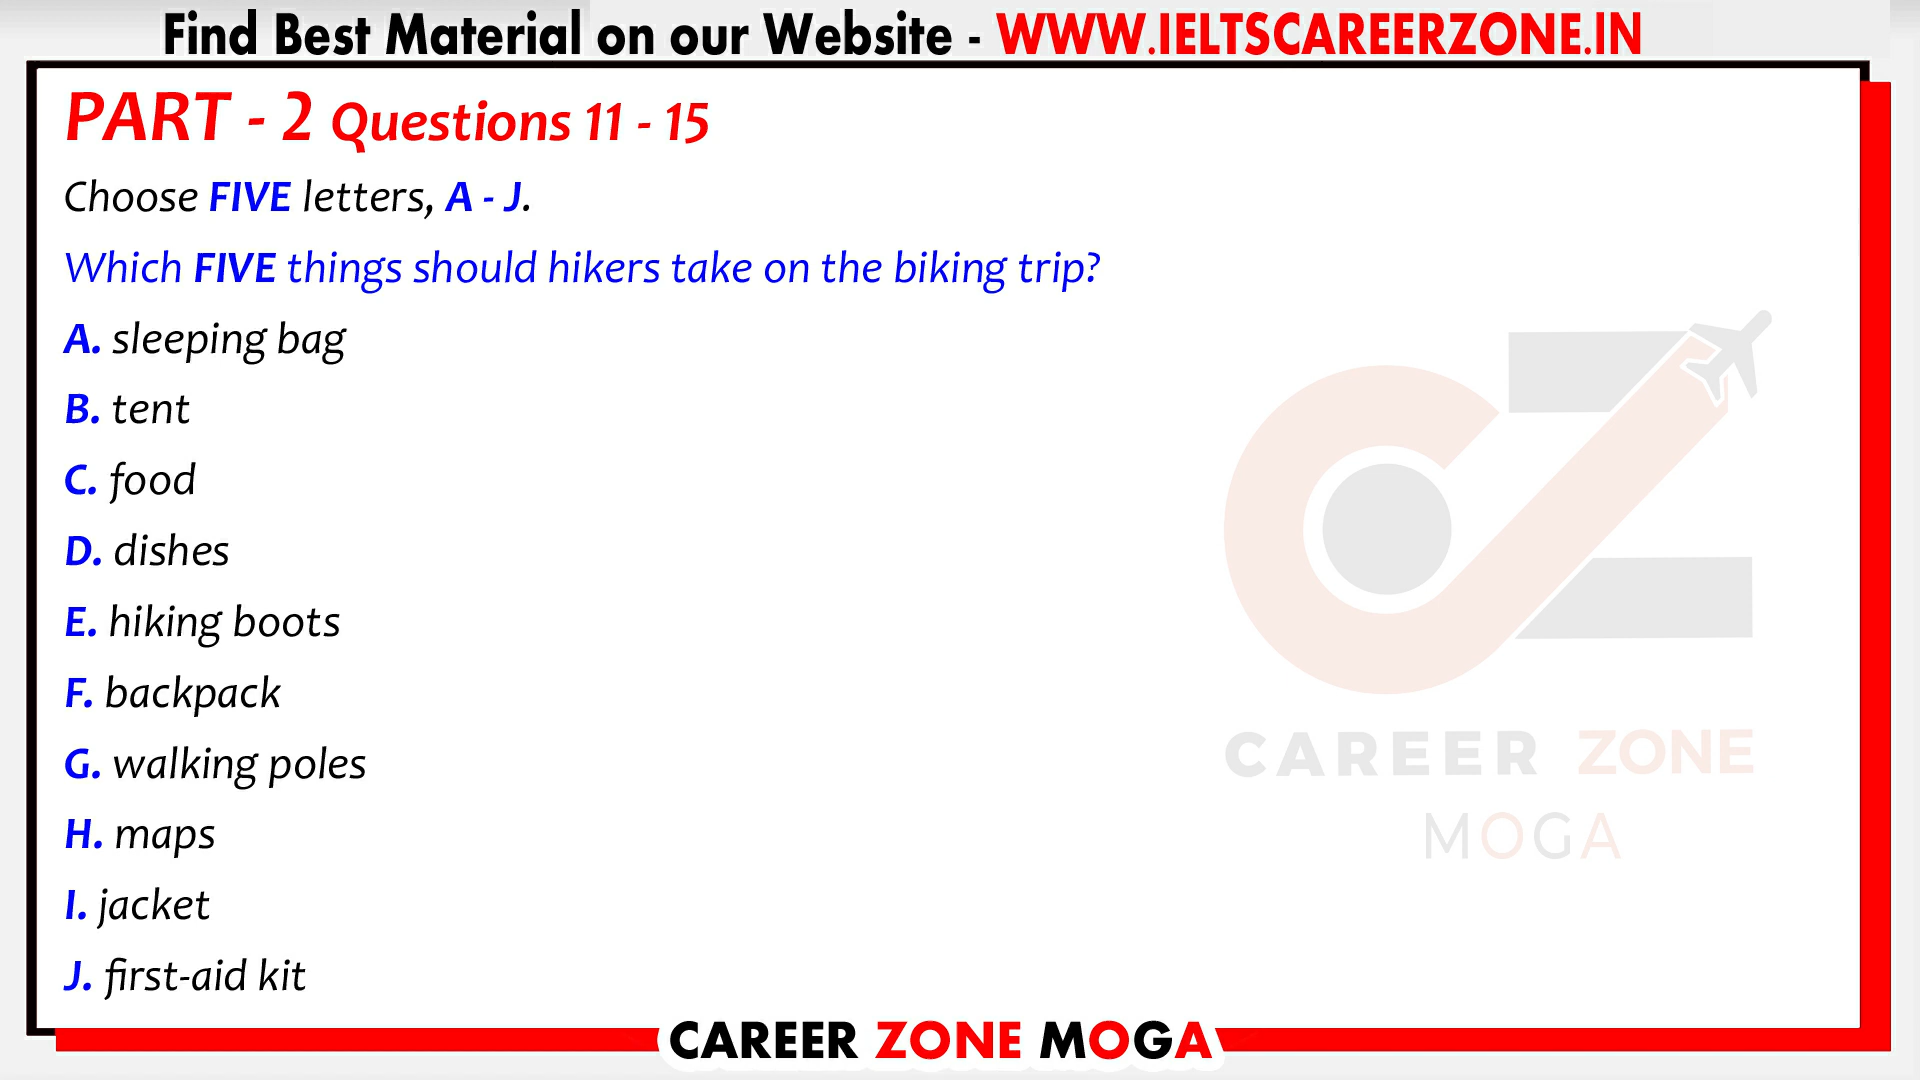 Find Best Material on our Website - WWW.IELTSCAREERZONE.IN
PART - 2 Questions 11 - 15
Choose FIVE letters, A - J.
Which FIVE things should hikers take on the biking trip?
A. sleeping bag
B. tent
C. food
D. dishes
E. hiking boots
F. backpack
G. walking poles
H. maps
I. jacket
J. first-aid kit
CAREER ZONE
MOGA
CAREER ZONE MOGA